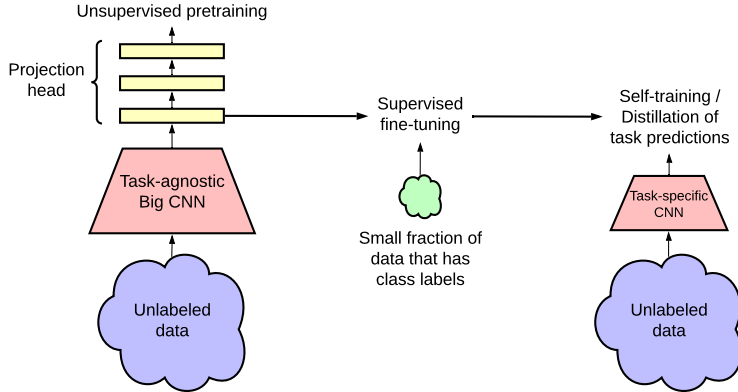 Unsupervised pretraining
Projection
head
Task-agnostic
Big CNN
Unlabeled
data
Supervised
fine-tuning
Small fraction of
data that has
class labels
Self-training /
Distillation of
task predictions
Task-specific
CNN
Unlabeled
data